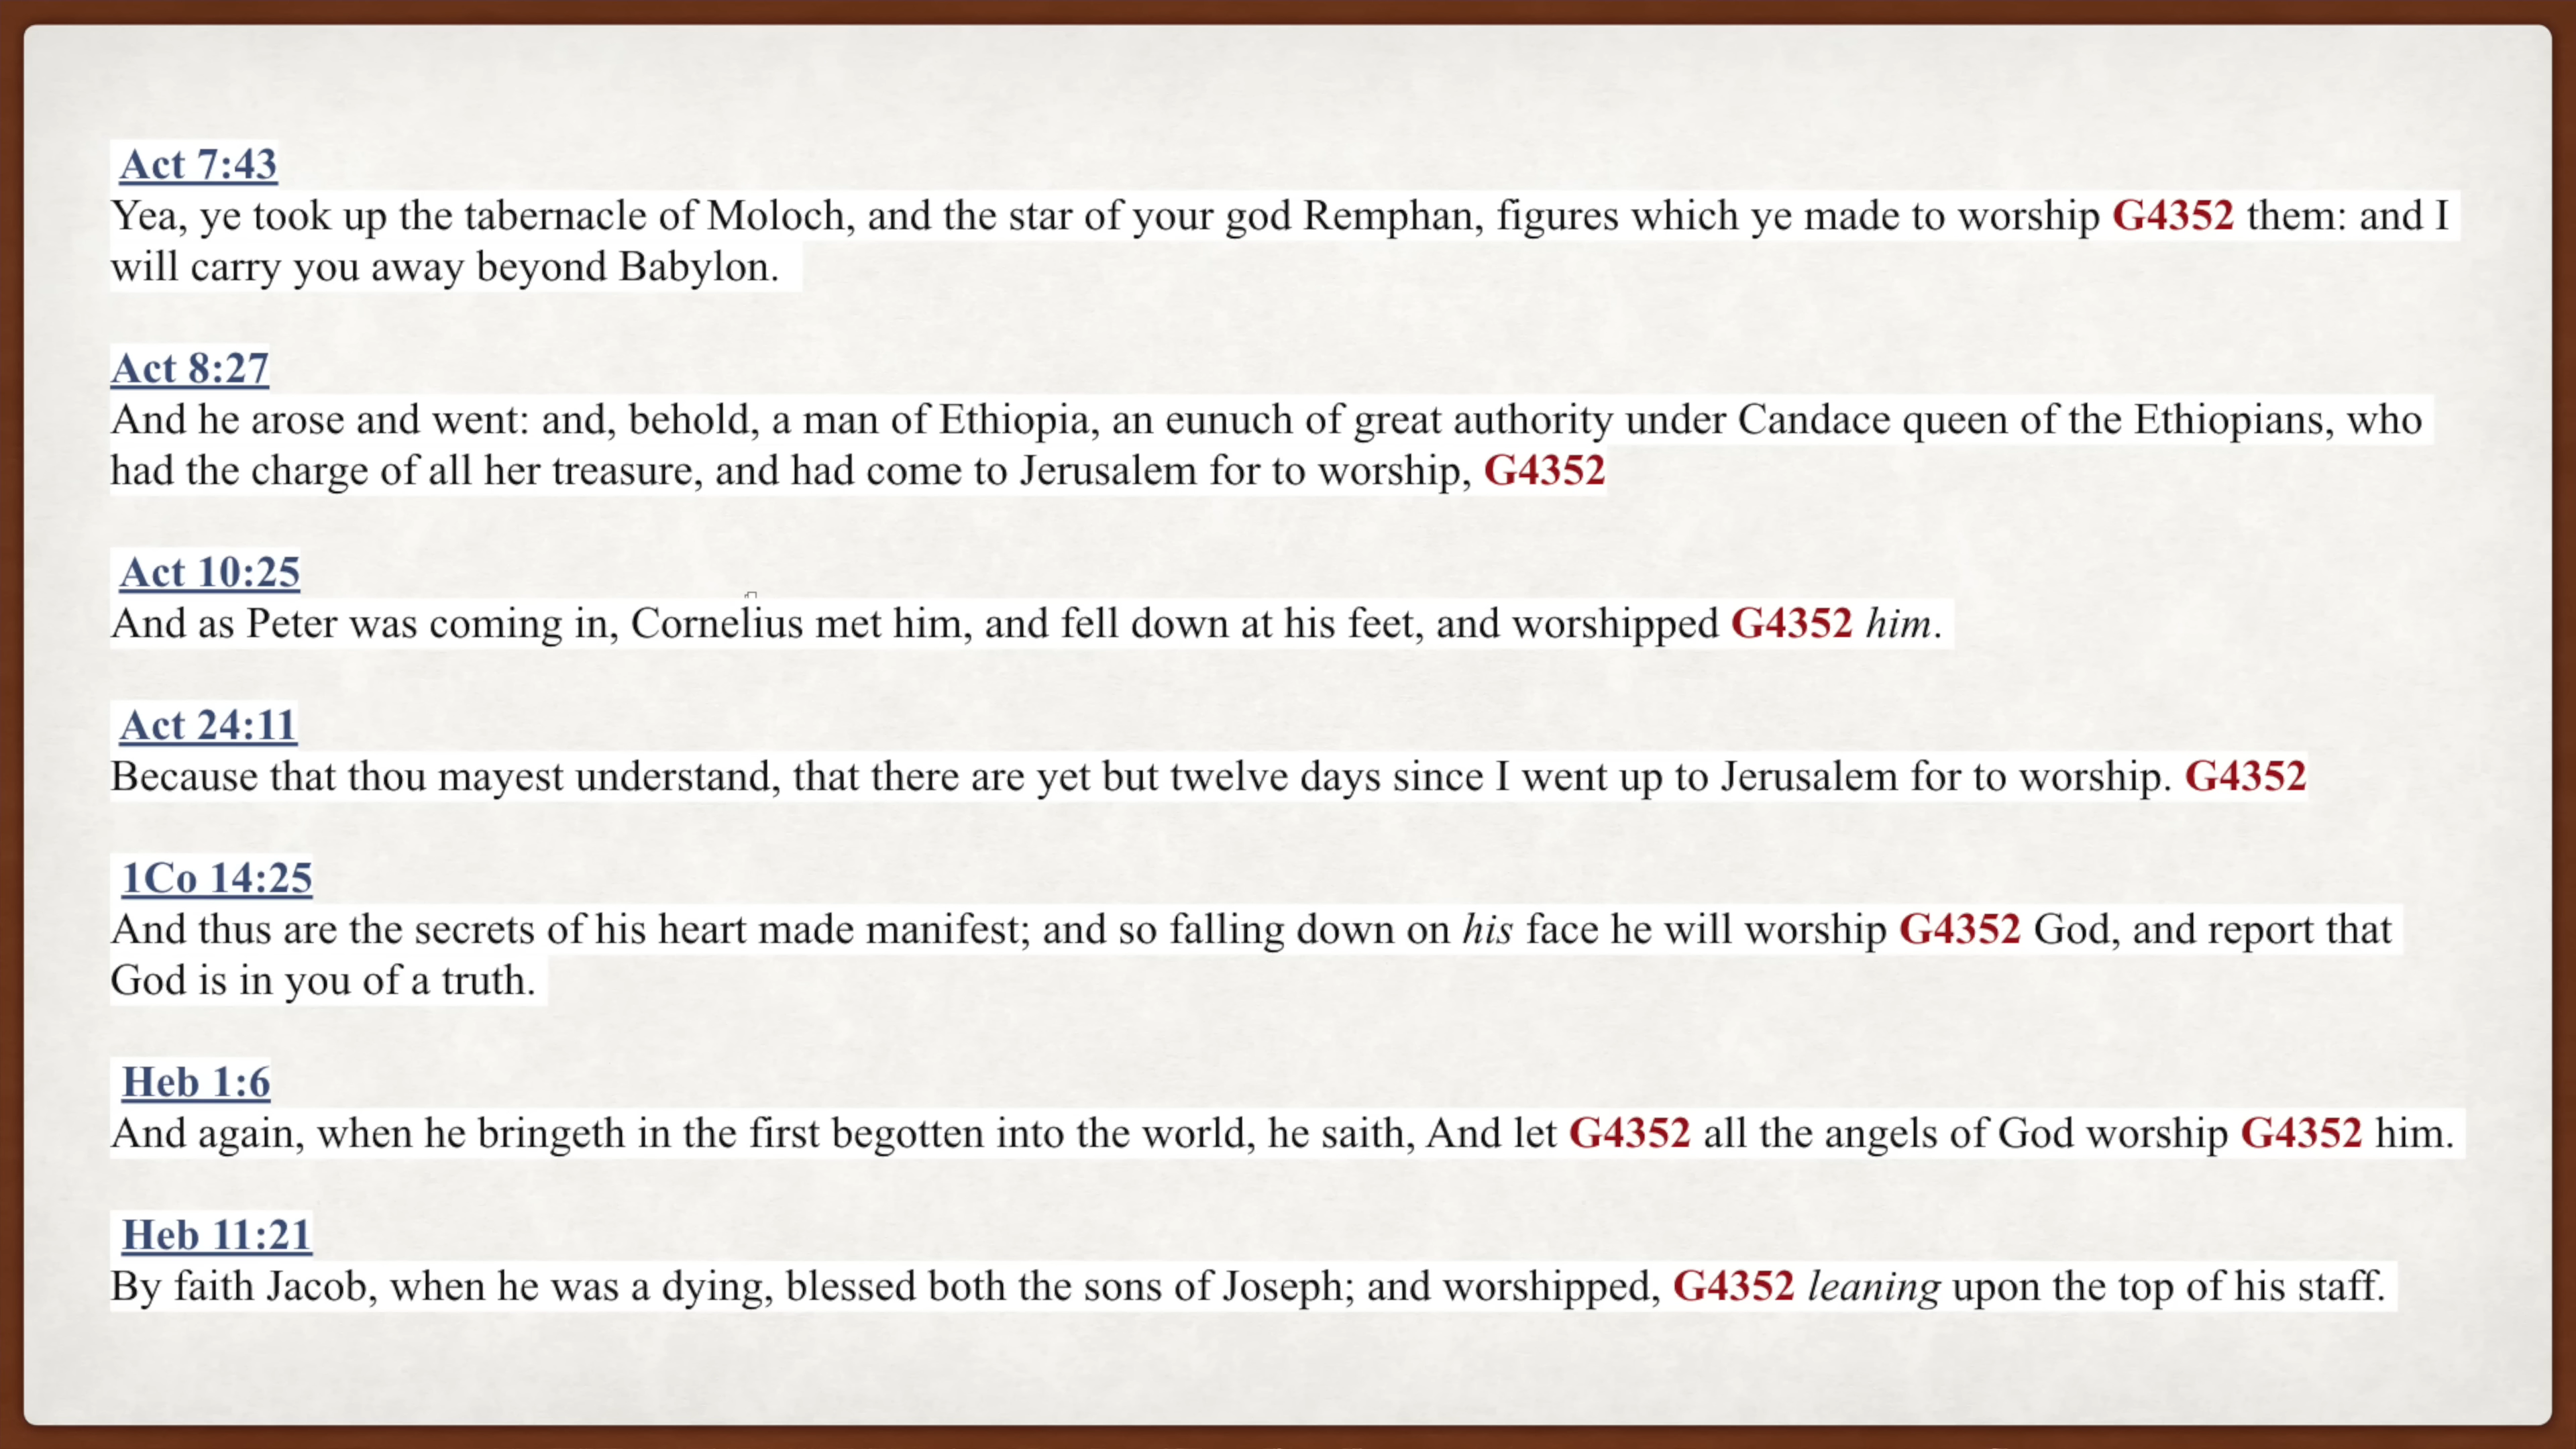 Act 7:43
Yea, ye took up the tabernacle of Moloch, and the star of your god Remphan, figures which ye made to worship G4352 them: and I
will carry you away beyond Babylon.
Act 8:27
And he arose and went: and, behold, a man of Ethiopia, an eunuch of great authority under Candace queen of the Ethiopians, who
had the charge of all her treasure, and had come to Jerusalem for to worship, G4352
Act 10:25
And as Peter was coming in, Cornelius met him, and fell down at his feet, and worshipped G4352 him.
Act 24:11
Because that thou mayest understand, that there are yet but twelve days since I went up to Jerusalem for to worship. G4352
1Co 14:25
And thus are the secrets of his heart made manifest; and so falling down on his face he will worship G4352 God, and report that
God is in you of a truth.
Heb 1:6
And again, when he bringeth in the first begotten into the world, he saith, And let G4352 all the angels of God worship G4352 him.
Heb 11:21
By faith Jacob, when he was a dying, blessed both the sons of Joseph; and worshipped, G4352 leaning upon the top of his staff.